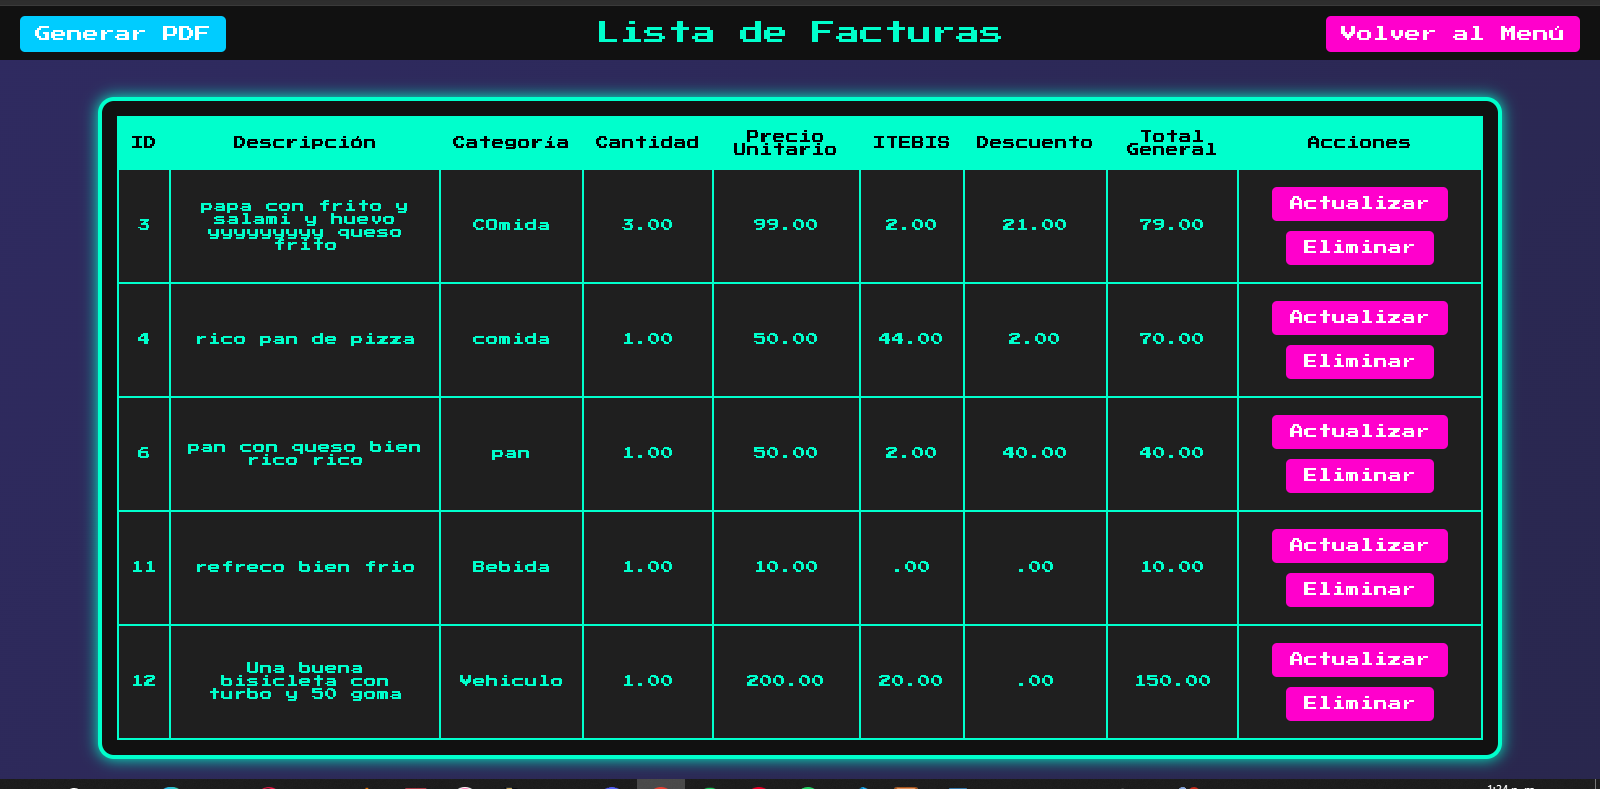 Generar PDF
Lista de Facturas
Volver al Menú
ID
Descripción
Categoría
Cantidad
Precio
Unitario
ITEBIS
Descuento
Total
General
Acciones
3
papa con frito y
salami y huevo
yyyyyyyyy queso
frito
COmida
3.00
99.00
2.00
21.00
79.00
Actualizar
Eliminar
4
rico pan de pizza
comida
1.00
50.00
44.00
2.00
70.00
Actualizar
Eliminar
6
pan con queso bien
rico rico
pan
1.00
50.00
2.00
40.00
40.00
Actualizar
Eliminar
11
refreco bien frio
Bebida
1.00
10.00
.00
.00
10.00
Actualizar
Eliminar
12
Una buena
bisicleta con
turbo y 50 goma
Vehiculo
1.00
200.00
20.00
.00
150.00
Actualizar
Eliminar